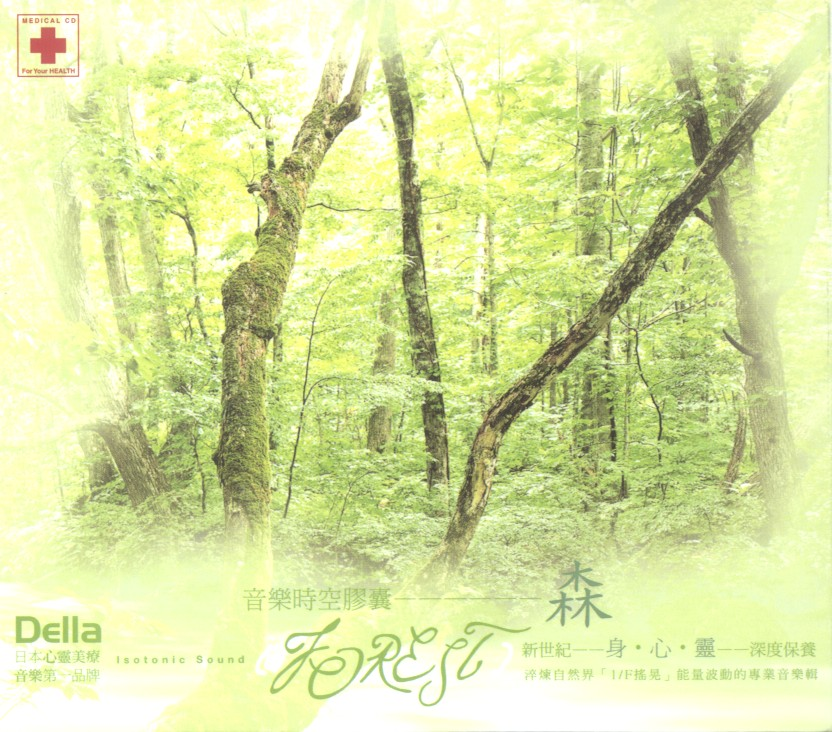 MEDICAL CD
For Your HEALTH
音樂時空膠囊——————森
Della
日本心靈美療
音樂第一品牌
Isotonic Sound
FOREST
新世紀——身・心・靈——深度保養
淬煉自然界「1/F搖晃」能量波動的專業音樂輯